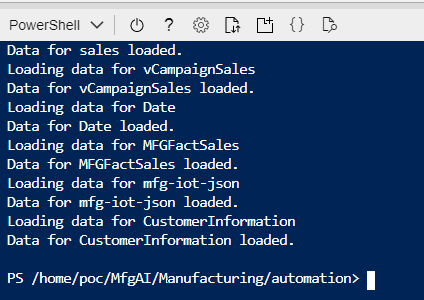 PowerShell
Data for sales loaded.
Loading data for vCampaignSales
Data for vCampaignSales loaded.
Loading data for Date
Data for Date loaded.
Loading data for MFGFactSales
Data for MFGFactSales loaded.
Loading data for mfg-iot-json
Data for mfg-iot-json loaded.
Loading data for CustomerInformation
Data for CustomerInformation loaded.
PS /home/poc/MfgAI/Manufacturing/automation>